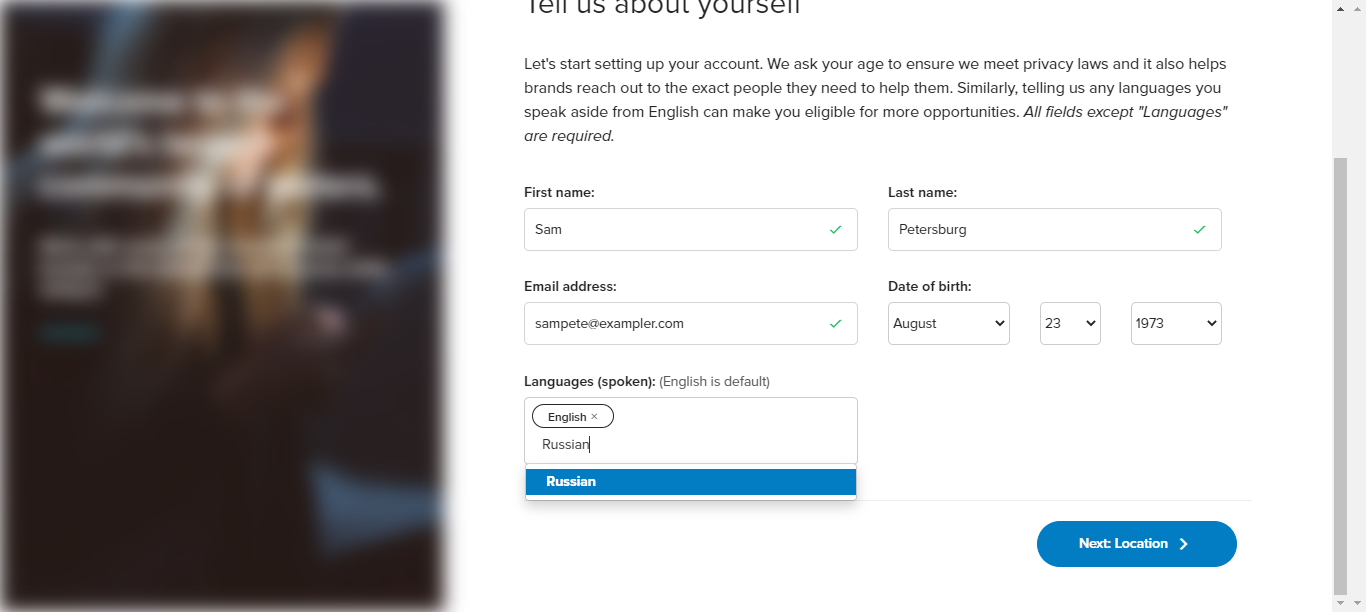 Tell us about yourself
Let's start setting up your account. We ask your age to ensure we meet privacy laws and it also helps
brands reach out to the exact people they need to help them. Similarly, telling us any languages you
speak aside from English can make you eligible for more opportunities. All fields except "Languages"
are required.
First name:
Last name:
Sam
Petersburg
Email address:
Date of birth:
sampete@exampler.com
August
23
1973
Languages (spoken): (English is default)
English ×
Russian
Russian
Next: Location